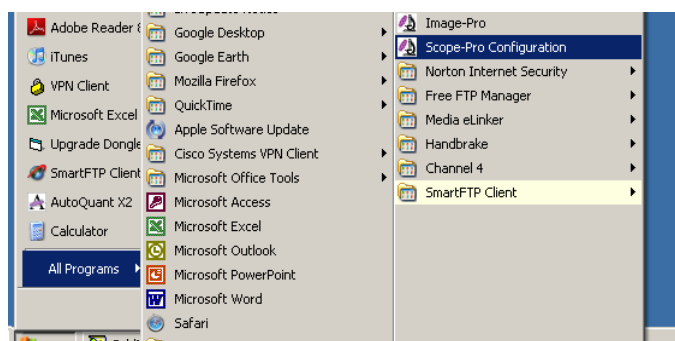 Adobe Reader 8
iTunes
VPN Client
Microsoft Excel
Upgrade Dongle
SmartFTP Client
AutoQuant X2
Calculator
All Programs
Google Desktop
Google Earth
Mozilla Firefox
QuickTime
Apple Software Update
Cisco Systems VPN Client
Microsoft Office Tools
Microsoft Access
Microsoft Excel
Microsoft Outlook
Microsoft PowerPoint
Microsoft Word
Safari
Image-Pro
Scope-Pro Configuration
Norton Internet Security
Free FTP Manager
Media eLinker
Handbrake
Channel 4
SmartFTP Client